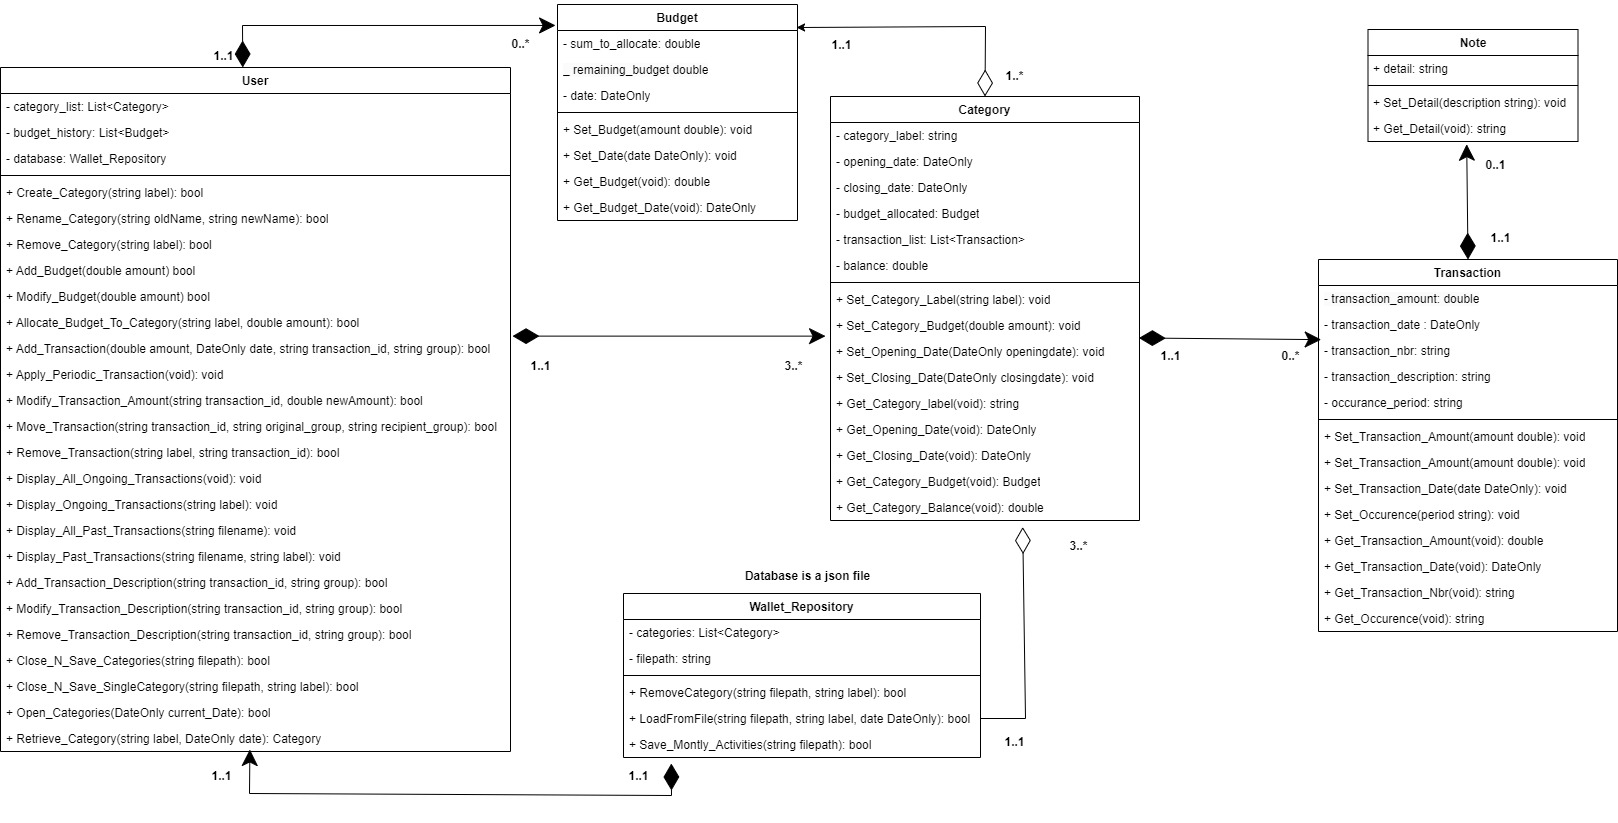 Budget
- sum_to_allocate: double
_ remaining_budget double
- date: DateOnly
+ Set_Budget(amount double): void
+ Set_Date(date DateOnly): void
+ Get_Budget(void): double
+ Get_Budget_Date(void): DateOnly
1..1
0..*
1..1
1..*
User
- category_list: List<Category>
- budget_history: List<Budget>
- database: Wallet_Repository
+ Create_Category(string label): bool
+ Rename_Category(string oldName, string newName): bool
+ Remove_Category(string label): bool
+ Add_Budget(double amount) bool
+ Modify_Budget(double amount) bool
+ Allocate_Budget_To_Category(string label, double amount): bool
+ Add_Transaction(double amount, DateOnly date, string transaction_id, string group): bool
+ Apply_Periodic_Transaction(void): void
+ Modify_Transaction_Amount(string transaction_id, double newAmount): bool
+ Move_Transaction(string transaction_id, string original_group, string recipient_group): bool
+ Remove_Transaction(string label, string transaction_id): bool
+ Display_All_Ongoing_Transactions(void): void
+ Display_Ongoing_Transactions(string label): void
+ Display_All_Past_Transactions(string filename): void
+ Display_Past_Transactions(string filename, string label): void
+ Add_Transaction_Description(string transaction_id, string group): bool
+ Modify_Transaction_Description(string transaction_id, string group): bool
+ Remove_Transaction_Description(string transaction_id, string group): bool
+ Close_N_Save_Categories(string filepath): bool
+ Close_N_Save_SingleCategory(string filepath, string label): bool
+ Open_Categories(DateOnly current_Date): bool
+ Retrieve_Category(string label, DateOnly date): Category
1..1
3..*
Category
- category_label: string
- opening_date: DateOnly
- closing_date: DateOnly
- budget_allocated: Budget
- transaction_list: List<Transaction>
- balance: double
+ Set_Category_Label(string label): void
+ Set_Category_Budget(double amount): void
+ Set_Opening_Date(DateOnly openingdate): void
+ Set_Closing_Date(DateOnly closingdate): void
+ Get_Category_label(void): string
+ Get_Opening_Date(void): DateOnly
+ Get_Closing_Date(void): DateOnly
+ Get_Category_Budget(void): Budget
+ Get_Category_Balance(void): double
1..1
0..*
Note
+ detail: string
+ Set_Detail(description string): void
+ Get_Detail(void): string
0..1
1..1
Transaction
- transaction_amount: double
- transaction_date : DateOnly
- transaction_nbr: string
- transaction_description: string
- occurance_period: string
+ Set_Transaction_Amount(amount double): void
+ Set_Transaction_Amount(amount double): void
+ Set_Transaction_Date(date DateOnly): void
+ Set_Occurence(period string): void
+ Get_Transaction_Amount(void): double
+ Get_Transaction_Date(void): DateOnly
+ Get_Transaction_Nbr(void): string
+ Get_Occurence(void): string
3..*
Database is a json file
Wallet_Repository
- categories: List<Category>
- filepath: string
+ RemoveCategory(string filepath, string label): bool
+ LoadFromFile(string filepath, string label, date DateOnly): bool
+ Save_Montly_Activities(string filepath): bool
1..1
1..1
1..1